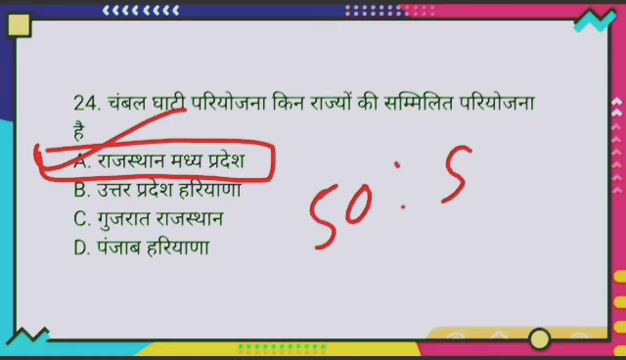 24. चंबल घाटी परियोजना किन राज्यों की सम्मिलित परियोजना
है
A. राजस्थान मध्य प्रदेश
B. उत्तर प्रदेश हरियाणा
C. गुजरात राजस्थान
D. पंजाब हरियाणा
50 : 5